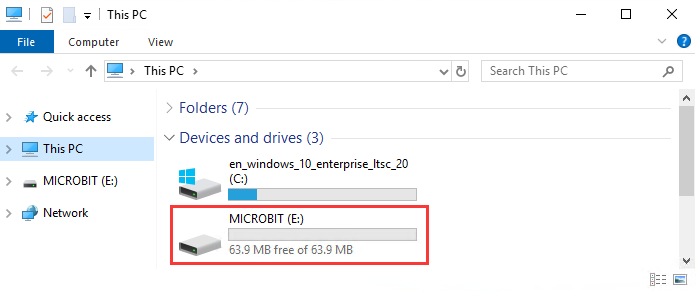 This PC
File
Computer
View
This PC
Search This PC
Quick access
This PC
MICROBIT (E:)
Network
Folders (7)
Devices and drives (3)
en_windows_10_enterprise_ltsc_20
(C:)
MICROBIT (E:)
63.9 MB free of 63.9 MB